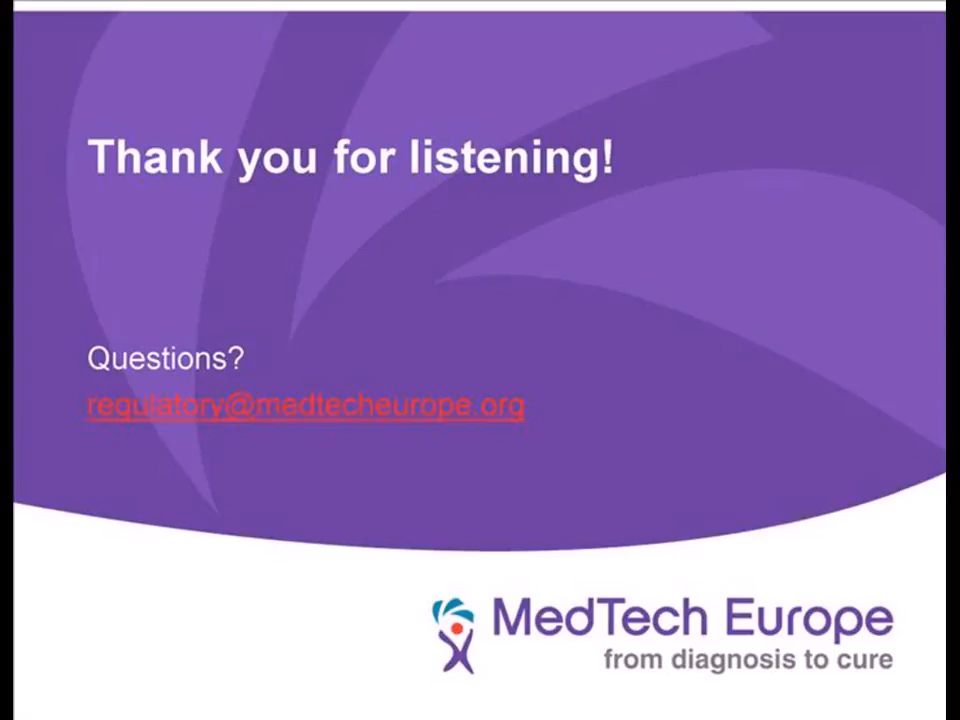 Thank you for listening!
Questions?
regulatory@medtecheurope.org
MedTech Europe
from diagnosis to cure